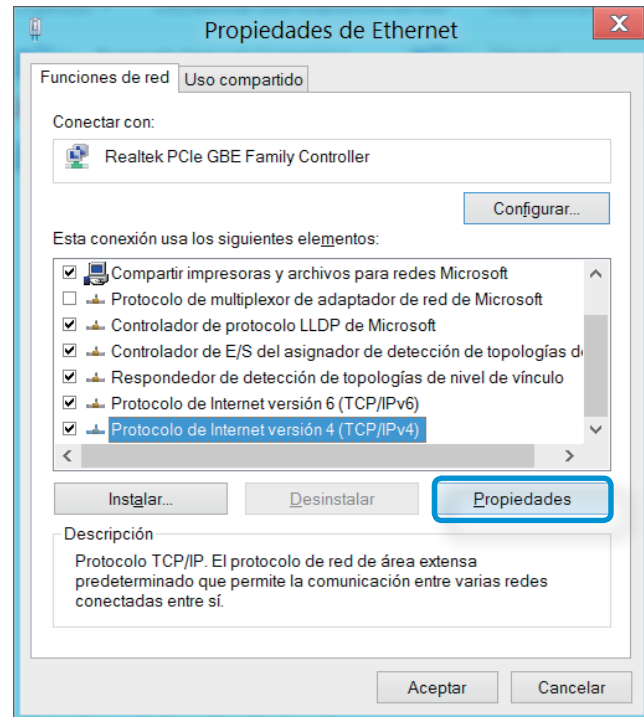 Propiedades de Ethernet
X
Funciones de red
Uso compartido
Conectar con:
Realtek PCIe GBE Family Controller
Configurar...
Esta conexión usa los siguientes elementos:
Compartir impresoras y archivos para redes Microsoft
Protocolo de multiplexor de adaptador de red de Microsoft
Controlador de protocolo LLDP de Microsoft
Controlador de E/S del asignador de detección de topologías
Respondedor de detección de topologías de nivel de vínculo
Protocolo de Internet versión 6 (TCP/IPv6)
Protocolo de Internet versión 4 (TCP/IPv4)
Instalar...
Desinstalar
Propiedades
Descripción
Protocolo TCP/IP. El protocolo de red de área extensa
predeterminado que permite la comunicación entre varias redes
conectadas entre sí.
Aceptar
Cancelar